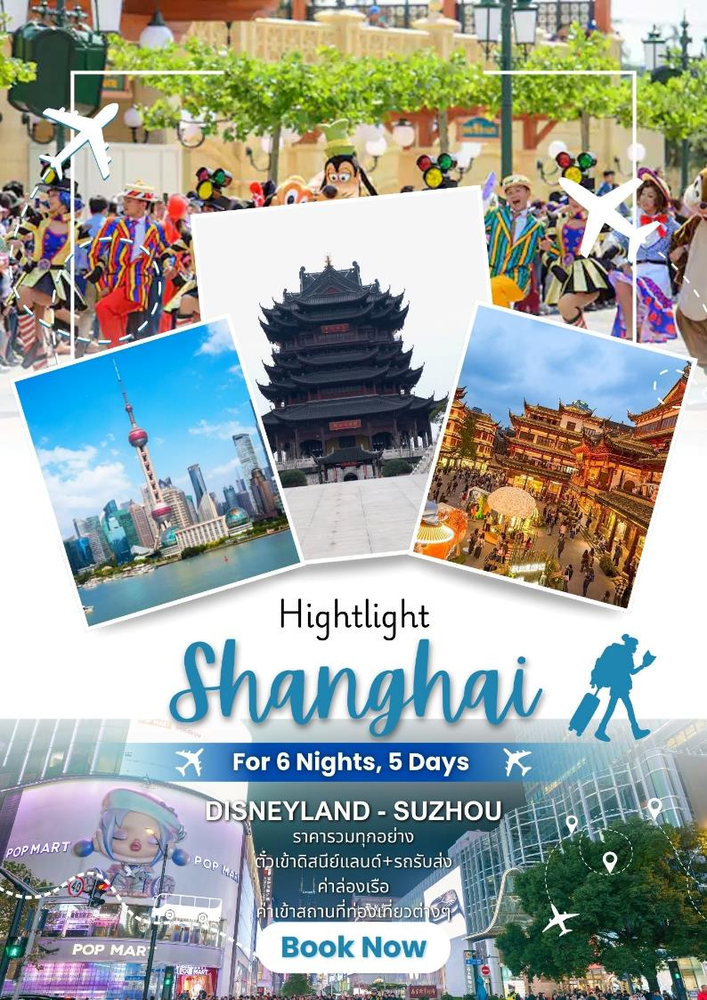 Hightlight
Shanghai
For 6 Nights, 5 Days
DISNEYLAND - SUZHOU
ราคารวมทุกอย่าง
ตั๋วเข้าดิสนีย์แลนด์+รถรับส่ง
ค่าล่องเรือ
ค่าเข้าสถานที่ท่องเที่ยวต่างๆ
POP MART
POP MART
POP MART
Book Now